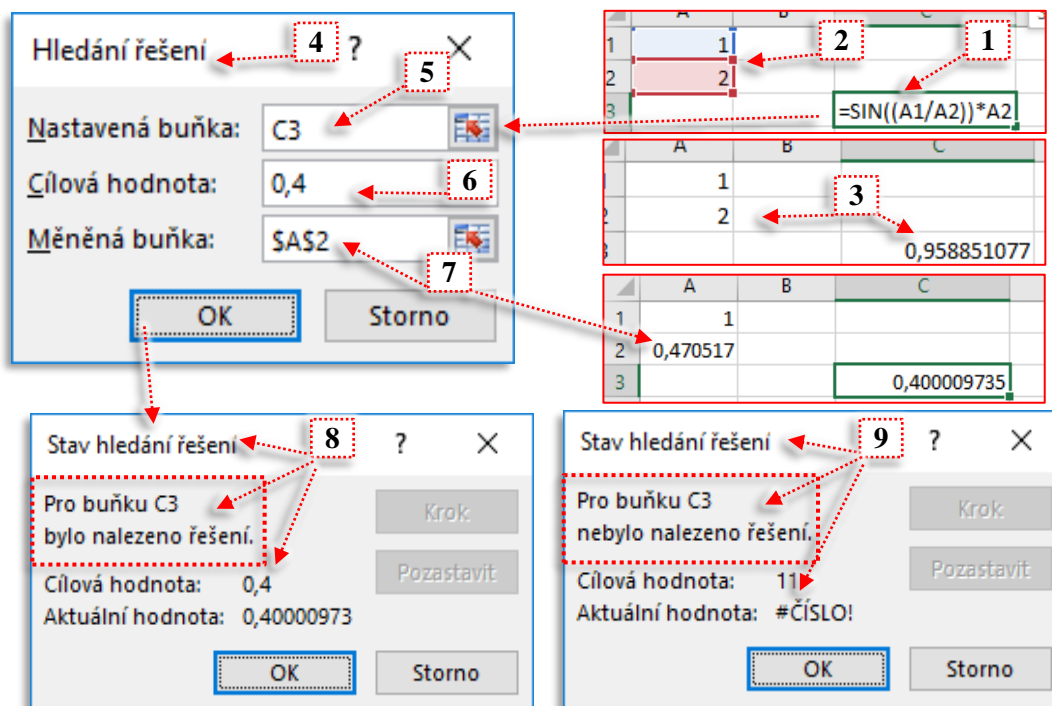 Hledání řešení 4 ? ×
5
Nastavená buňka: C3
Cílová hodnota: 0,4 6
Měněná buňka: $A$2
7
OK Storno
A B C
1 1 2 1
2 2
3 =SIN((A1/A2))*A2
A B C
1 1
2 2 3
3 0,958851077
A B C
1 1
2 0,470517
3 0,400009735
Stav hledání řešení 8 ? ×
Pro buňku C3
bylo nalezeno řešení.
Krok
Pozastavit
Cílová hodnota: 0,4
Aktuální hodnota: 0,40000973
OK Storno
Stav hledání řešení 9 ? ×
Pro buňku C3
nebylo nalezeno řešení.
Krok
Pozastavit
Cílová hodnota: 11
Aktuální hodnota: #ČÍSLO!
OK Storno